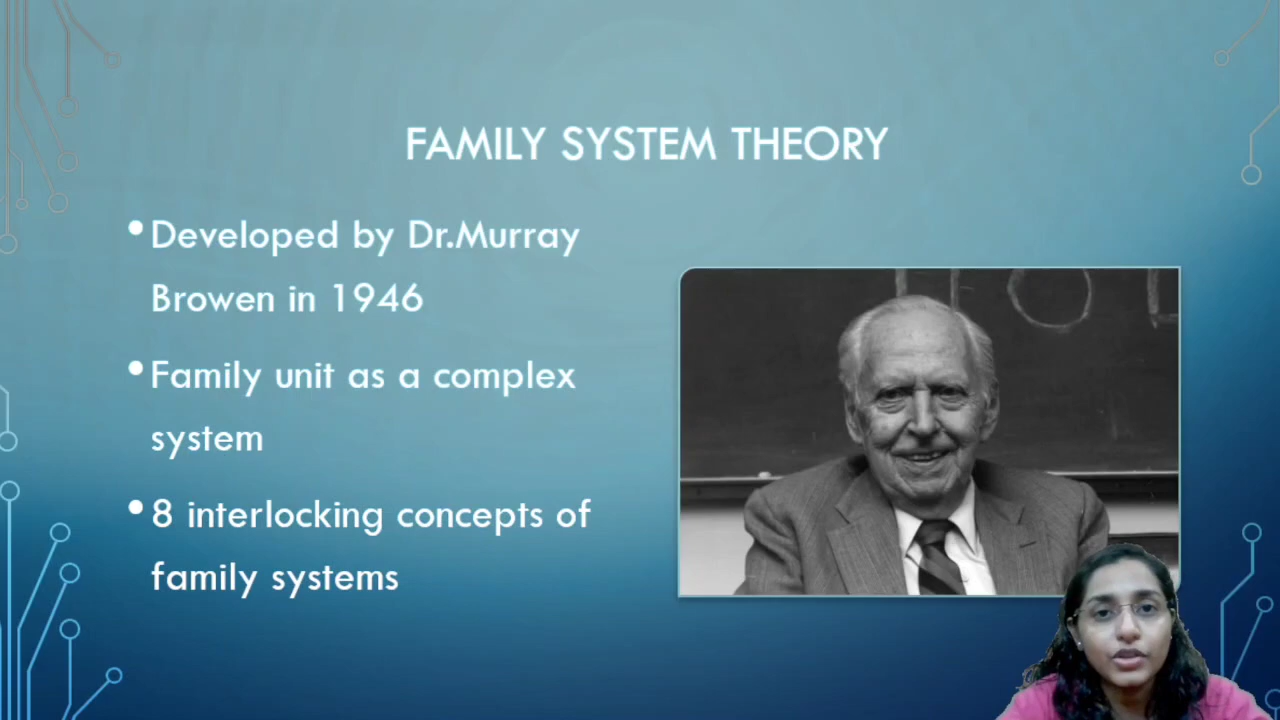 FAMILY SYSTEM THEORY
•Developed by Dr.Murray
Browen in 1946
•Family unit as a complex
system
•8 interlocking concepts of
family systems